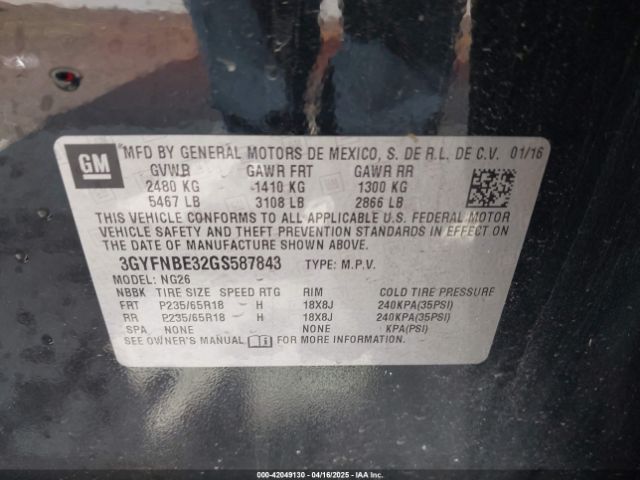 GM
MFD BY GENERAL MOTORS DE MEXICO, S. DE R.L. DE C.V. 01/16
GVWR GAWR FRT GAWR RR
2480 KG 1410 KG 1300 KG
5467 LB 3108 LB 2866 LB
THIS VEHICLE CONFORMS TO ALL APPLICABLE U.S. FEDERAL MOTOR
VEHICLE SAFETY AND THEFT PREVENTION STANDARDS IN EFFECT ON
THE DATE OF MANUFACTURE SHOWN ABOVE.
3GYFNBE32GS587843 TYPE: M.P.V.
MODEL: NG26
NBBK TIRE SIZE SPEED RTG RIM COLD TIRE PRESSURE
FRT P235/65R18 H 18X8J 240KPA(35PSI)
RR P235/65R18 H 18X8J 240KPA(35PSI)
SPA NONE NONE KPA(PSI)
SEE OWNER'S MANUAL FOR MORE INFORMATION.
000-42049130 - 04/16/2025 - IAAI.COM